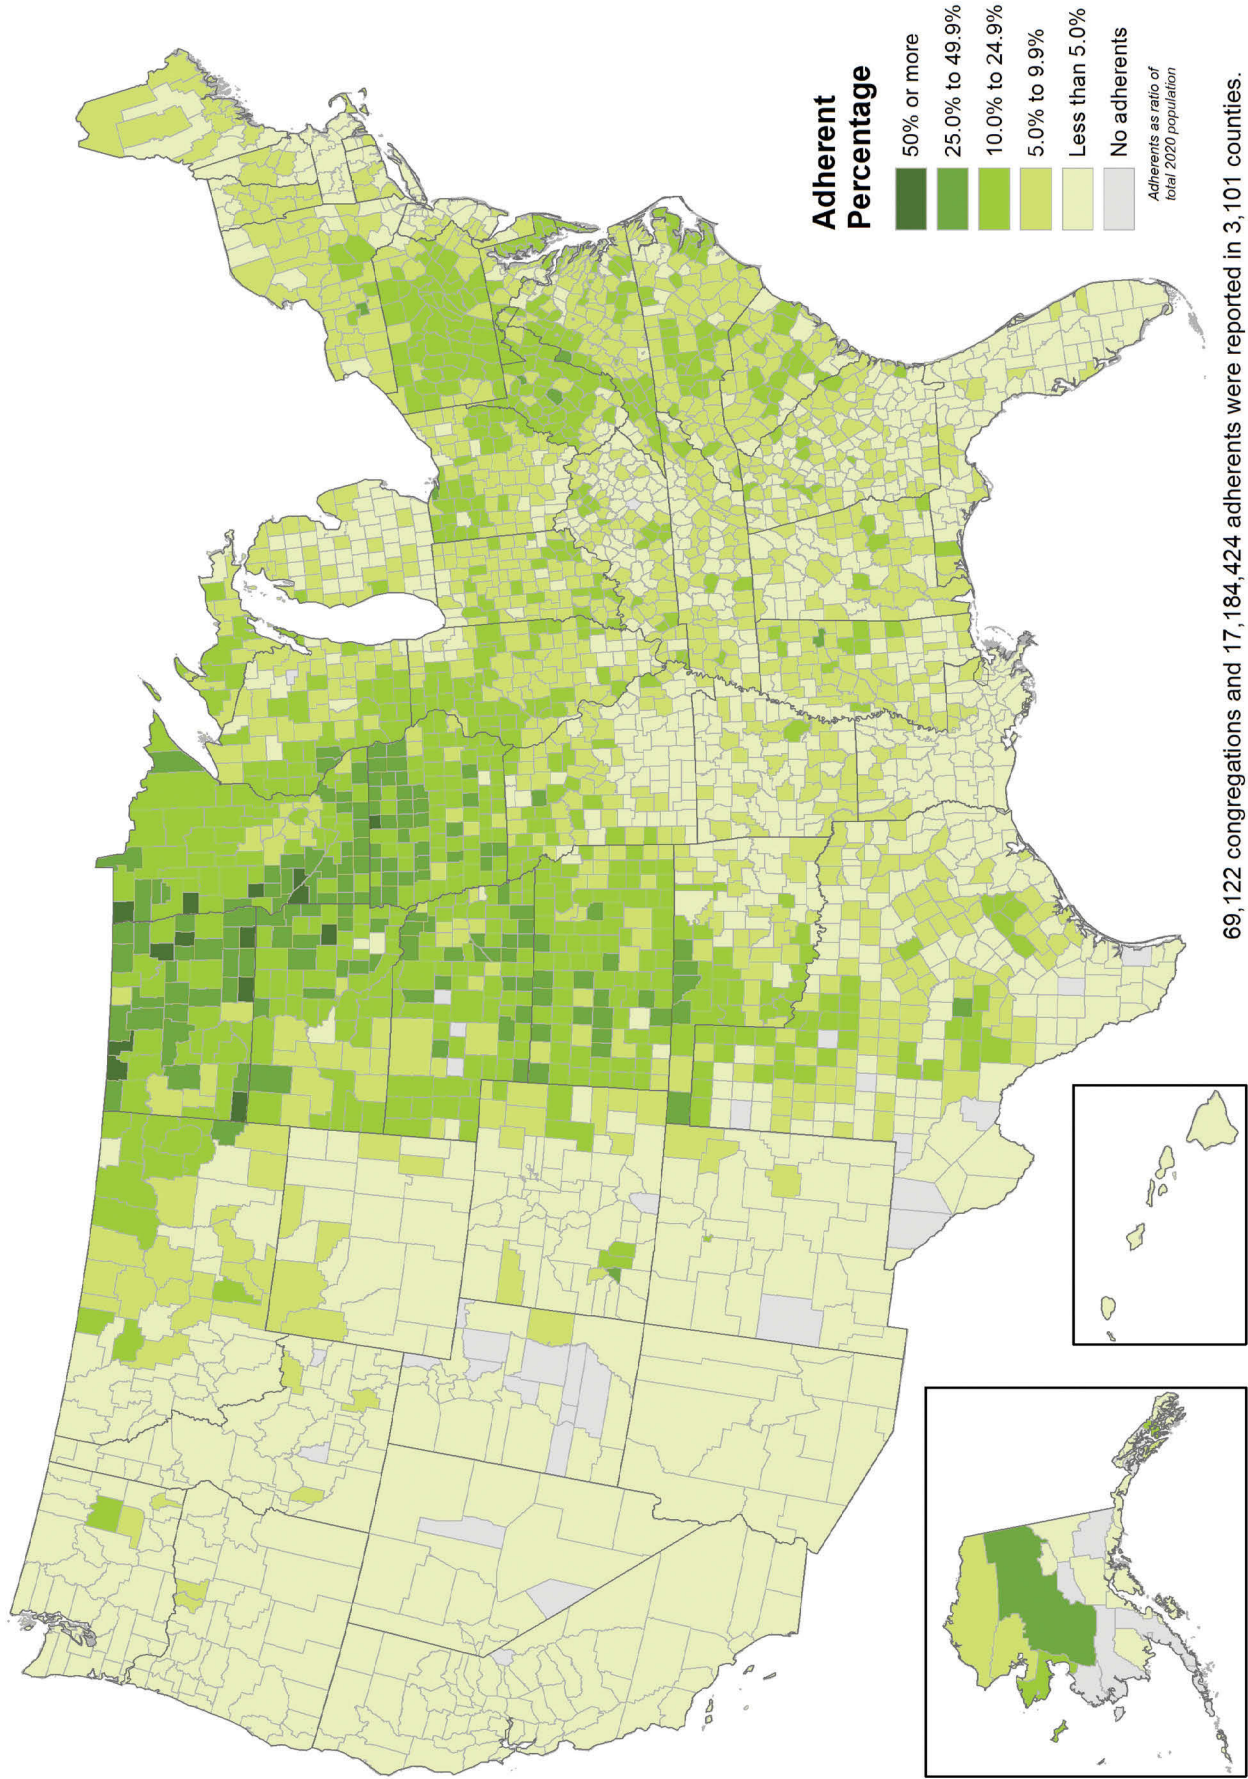 Adherent
Percentage
50% or more
25.0% to 49.9%
10.0% to 24.9%
5.0% to 9.9%
Less than 5.0%
No adherents
Adherents as ratio of
total 2020 population
69,122 congregations and 17,184,424 adherents were reported in 3,101 counties.